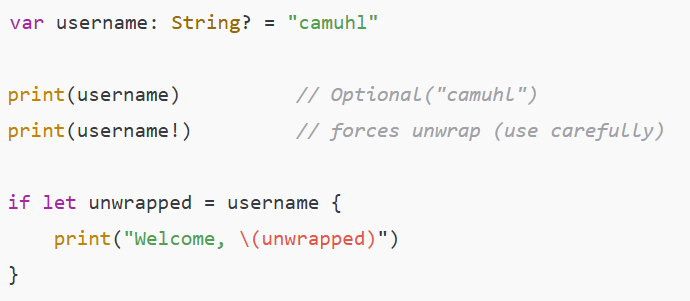 var username: String? = "camuhl"
print(username)          // Optional("camuhl")
print(username!)         // forces unwrap (use carefully)
if let unwrapped = username {
    print("Welcome, \(unwrapped)")
}